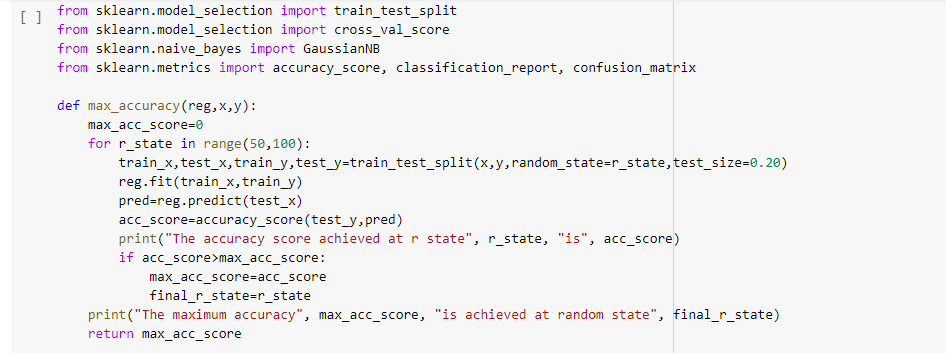 [ ]
from sklearn.model_selection import train_test_split
from sklearn.model_selection import cross_val_score
from sklearn.naive_bayes import GaussianNB
from sklearn.metrics import accuracy_score, classification_report, confusion_matrix
def max_accuracy(reg,x,y):
    max_acc_score=0
    for r_state in range(50,100):
        train_x,test_x,train_y,test_y=train_test_split(x,y,random_state=r_state,test_size=0.20)
        reg.fit(train_x,train_y)
        pred=reg.predict(test_x)
        acc_score=accuracy_score(test_y,pred)
        print("The accuracy score achieved at r state", r_state, "is", acc_score)
        if acc_score>max_acc_score:
            max_acc_score=acc_score
            final_r_state=r_state
    print("The maximum accuracy", max_acc_score, "is achieved at random state", final_r_state)
    return max_acc_score